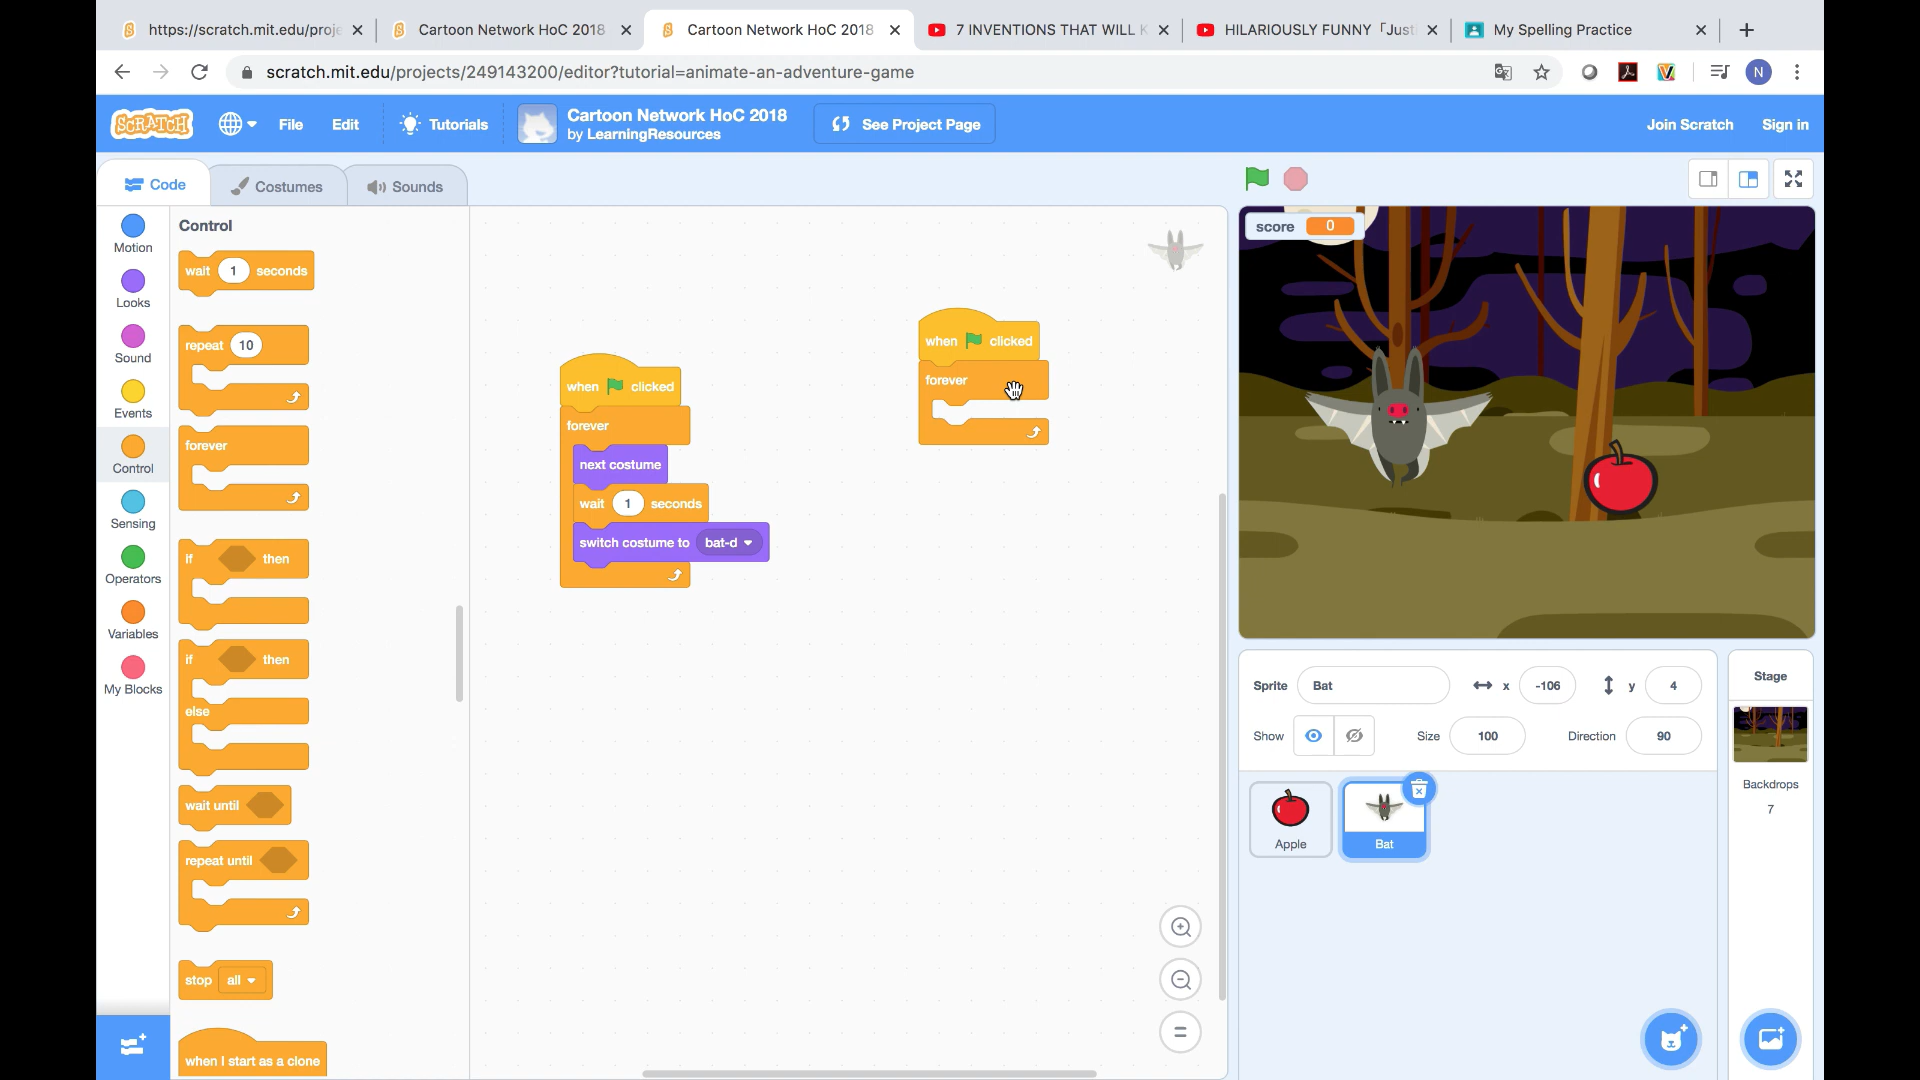 https://scratch.mit.edu/proje
Cartoon Network HoC 2018
Cartoon Network HoC 2018
7 INVENTIONS THAT WILL K
HILARIOUSLY FUNNY「Just
My Spelling Practice
scratch.mit.edu/projects/249143200/editor?tutorial=animate-an-adventure-game
N
SCRATCH
File
Edit
Tutorials
Cartoon Network HoC 2018
by LearningResources
See Project Page
Join Scratch
Sign in
Code
Costumes
Sounds
Motion
Looks
Sound
Events
Control
Sensing
Operators
Variables
My Blocks
Control
wait 1 seconds
repeat 10
forever
if then
if then
else
wait until
repeat until
stop all
when I start as a clone
when clicked
forever
next costume
wait 1 seconds
switch costume to bat-d
when clicked
forever
score 0
Sprite Bat x -106 y 4
Show Size 100 Direction 90
Apple
Bat
Stage
Backdrops
7